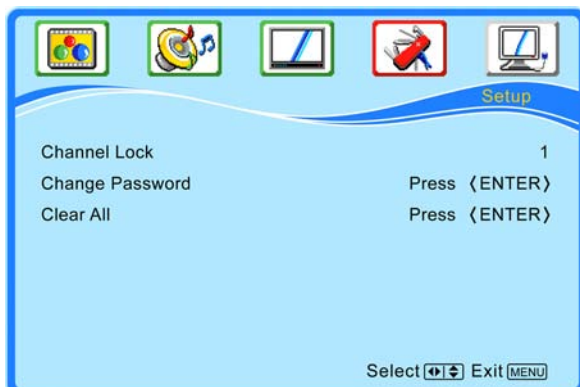 Setup
Channel Lock 1
Change Password Press 〈ENTER〉
Clear All Press 〈ENTER〉
Select Exit MENU